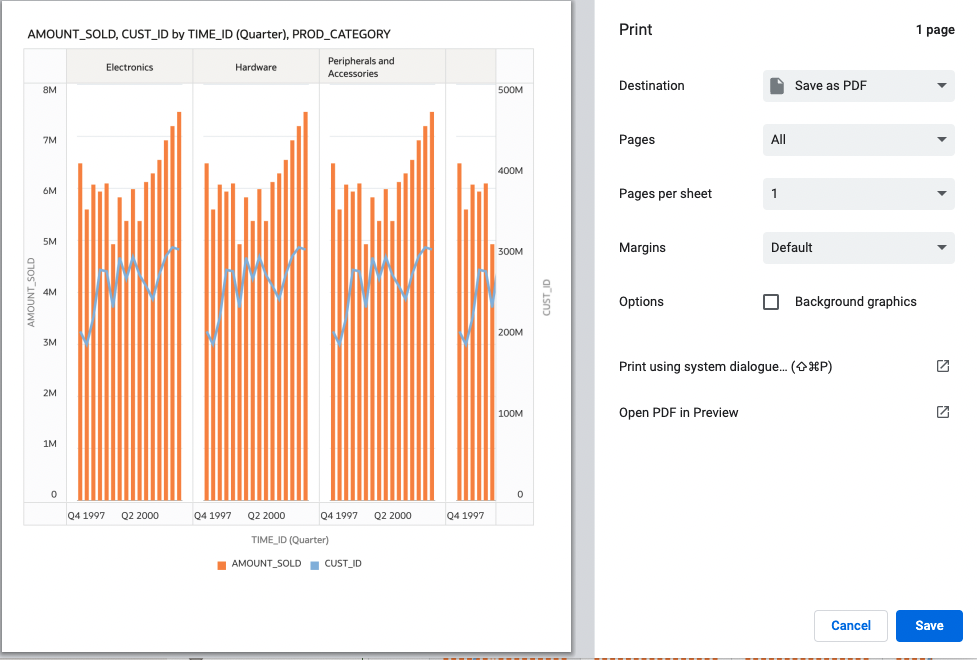 AMOUNT_SOLD, CUST_ID by TIME_ID (Quarter), PROD_CATEGORY
Electronics
Hardware
Peripherals and
Accessories
8M
7M
6M
5M
4M
3M
2M
1M
0
AMOUNT_SOLD
500M
400M
300M
200M
100M
0
CUST_ID
Q4 1997
Q2 2000
Q4 1997
Q2 2000
Q4 1997
Q2 2000
Q4 1997
TIME_ID (Quarter)
AMOUNT_SOLD
CUST_ID
Print
1 page
Destination
Save as PDF
Pages
All
Pages per sheet
1
Margins
Default
Options
Background graphics
Print using system dialogue... (⇧⌘P)
Open PDF in Preview
Cancel
Save